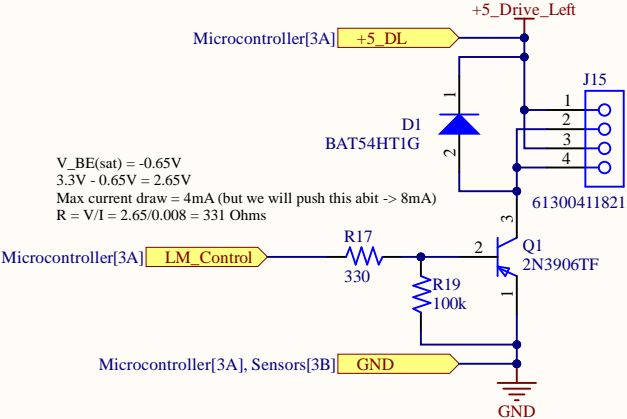 +5_Drive_Left
Microcontroller[3A] +5_DL
J15
1
1
2
D1
3
BAT54HT1G
2
4
V_BE(sat) = -0.65V
3.3V - 0.65V = 2.65V
Max current draw = 4mA (but we will push this abit -> 8mA)
61300411821
R = V/I = 2.65/0.008 = 331 Ohms
3
R17
2
Q1
Microcontroller[3A] LM_Control
2N3906TF
330
R19
1
100k
Microcontroller[3A], Sensors[3B] GND
GND